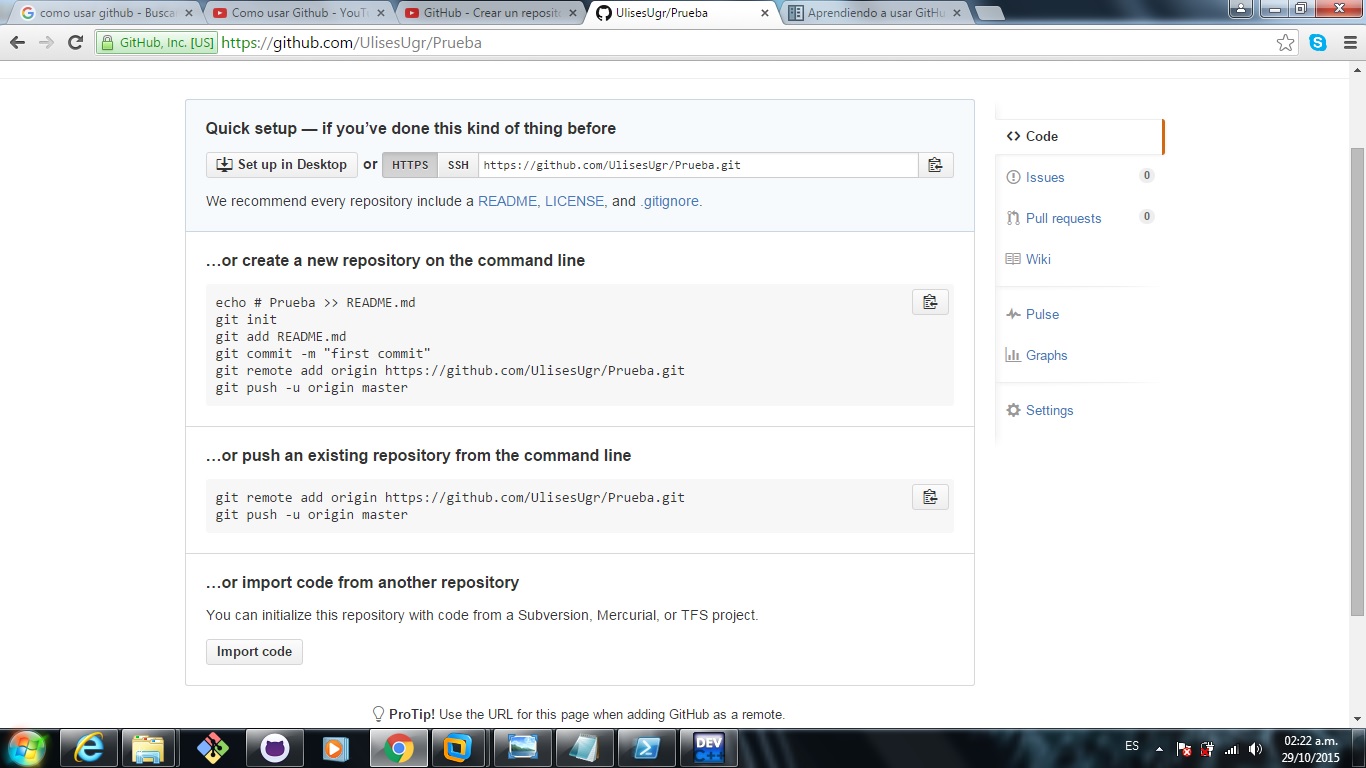 como usar github - Busca
Como usar Github - YouT
GitHub - Crear un reposit
UlisesUgr/Prueba
Aprendiendo a usar GitHu
GitHub, Inc. [US] https://github.com/UlisesUgr/Prueba
Quick setup — if you've done this kind of thing before
Set up in Desktop or HTTPS SSH https://github.com/UlisesUgr/Prueba.git
We recommend every repository include a README, LICENSE, and .gitignore.
…or create a new repository on the command line
echo # Prueba >> README.md
git init
git add README.md
git commit -m "first commit"
git remote add origin https://github.com/UlisesUgr/Prueba.git
git push -u origin master
…or push an existing repository from the command line
git remote add origin https://github.com/UlisesUgr/Prueba.git
git push -u origin master
…or import code from another repository
You can initialize this repository with code from a Subversion, Mercurial, or TFS project.
Import code
ProTip! Use the URL for this page when adding GitHub as a remote.
Code
Issues 0
Pull requests 0
Wiki
Pulse
Graphs
Settings
DEV
ES
02:22 a.m.
29/10/2015